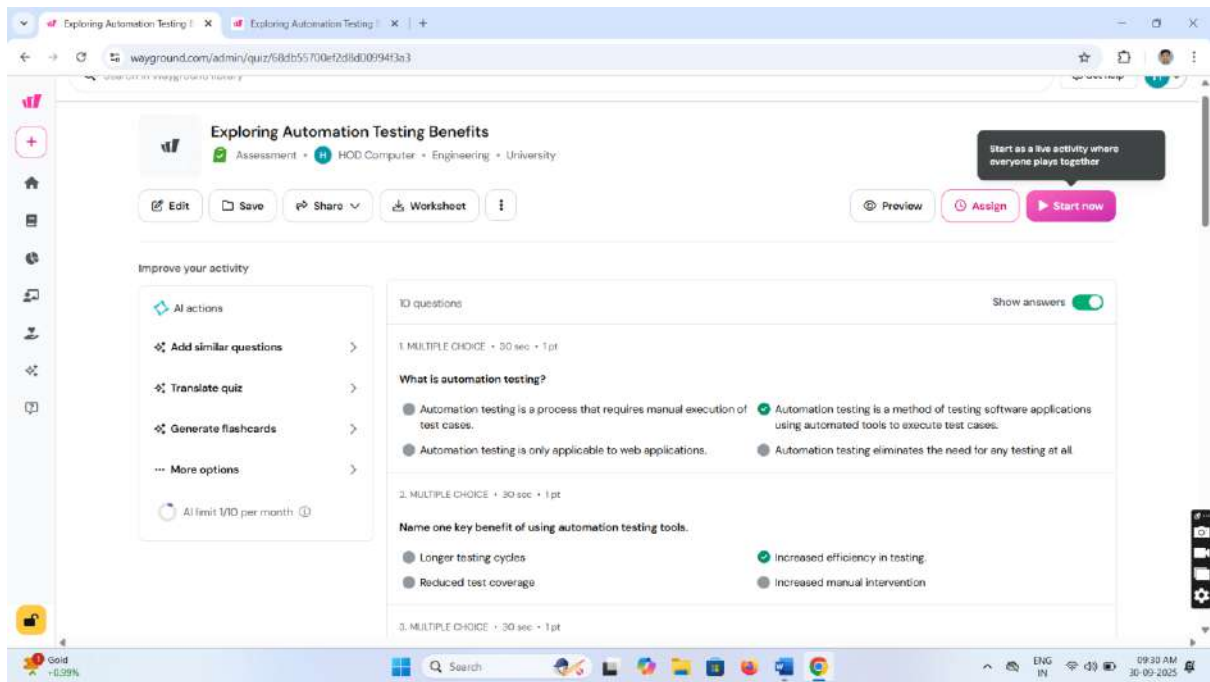 Exploring Automation Testing B
Exploring Automation Testing B
wayground.com/admin/quiz/68db55700ef2d8d00994f3a3
Search in Wayground library
Get help
H
Exploring Automation Testing Benefits
Assessment • H HOD Computer • Engineering • University
Start as a live activity where
everyone plays together
Edit
Save
Share
Worksheet
Preview
Assign
Start now
Improve your activity
AI actions
Add similar questions
Translate quiz
Generate flashcards
More options
AI limit 1/10 per month
10 questions
Show answers
1. MULTIPLE CHOICE • 30 sec • 1 pt
What is automation testing?
Automation testing is a process that requires manual execution of
test cases.
Automation testing is a method of testing software applications
using automated tools to execute test cases.
Automation testing is only applicable to web applications.
Automation testing eliminates the need for any testing at all.
2. MULTIPLE CHOICE • 30 sec • 1 pt
Name one key benefit of using automation testing tools.
Longer testing cycles
Increased efficiency in testing.
Reduced test coverage
Increased manual intervention
3. MULTIPLE CHOICE • 30 sec • 1 pt
Gold
+0.99%
Search
ENG
IN
09:30 AM
30-09-2025